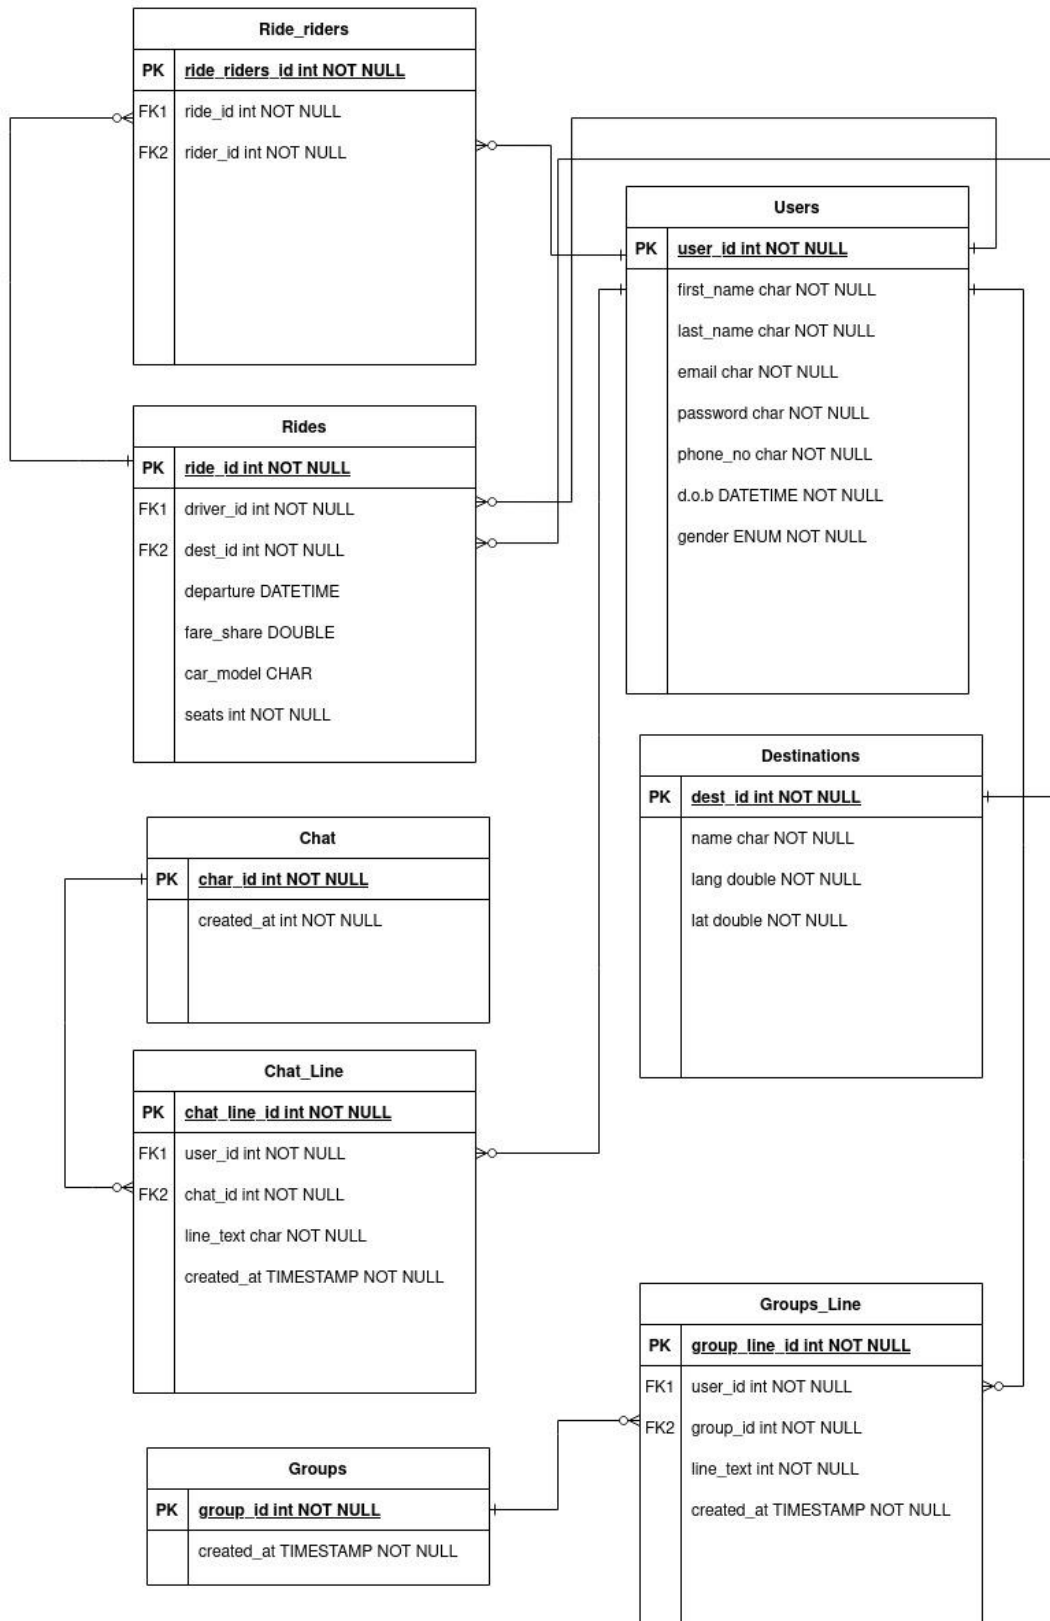 Ride_riders
PK ride_riders_id int NOT NULL
FK1 ride_id int NOT NULL
FK2 rider_id int NOT NULL
Users
PK user_id int NOT NULL
first_name char NOT NULL
last_name char NOT NULL
email char NOT NULL
password char NOT NULL
phone_no char NOT NULL
d.o.b DATETIME NOT NULL
gender ENUM NOT NULL
Rides
PK ride_id int NOT NULL
FK1 driver_id int NOT NULL
FK2 dest_id int NOT NULL
departure DATETIME
fare_share DOUBLE
car_model CHAR
seats int NOT NULL
Destinations
PK dest_id int NOT NULL
name char NOT NULL
lang double NOT NULL
lat double NOT NULL
Chat
PK char_id int NOT NULL
created_at int NOT NULL
Chat_Line
PK chat_line_id int NOT NULL
FK1 user_id int NOT NULL
FK2 chat_id int NOT NULL
line_text char NOT NULL
created_at TIMESTAMP NOT NULL
Groups_Line
PK group_line_id int NOT NULL
FK1 user_id int NOT NULL
FK2 group_id int NOT NULL
line_text int NOT NULL
created_at TIMESTAMP NOT NULL
Groups
PK group_id int NOT NULL
created_at TIMESTAMP NOT NULL